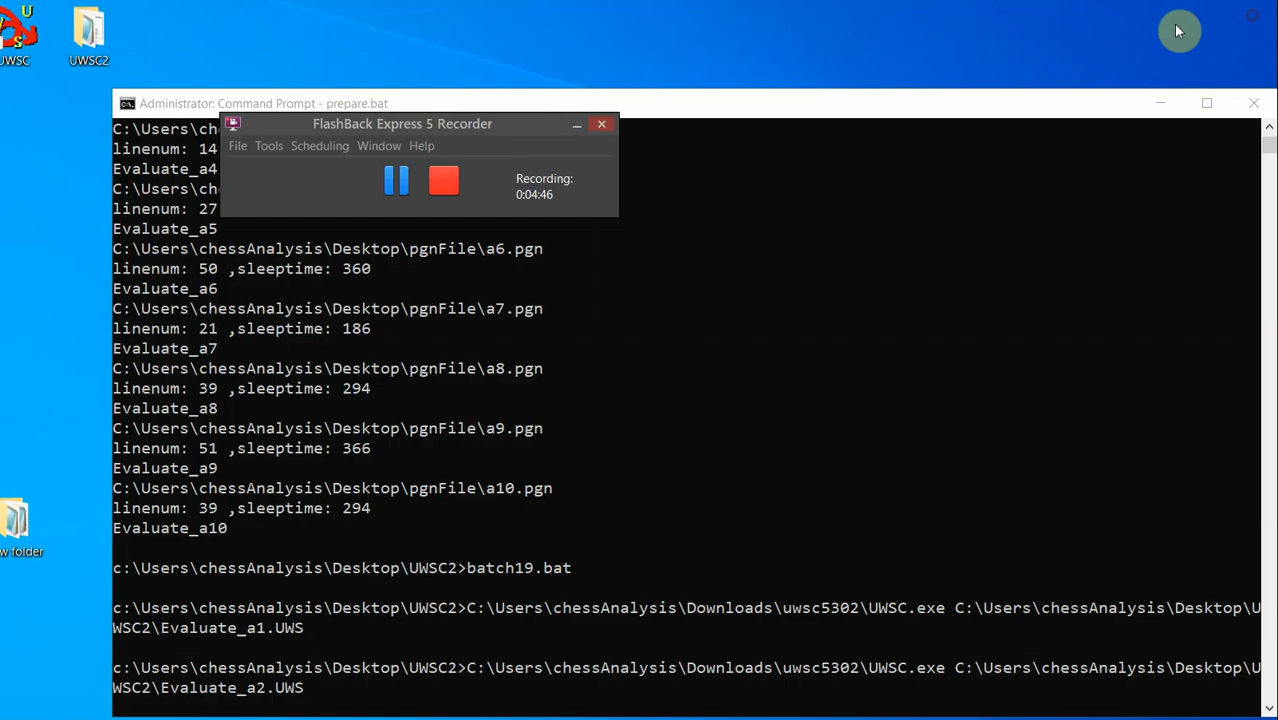 U
S
UWSC
UWSC2
Administrator: Command Prompt - prepare.bat
FlashBack Express 5 Recorder
File Tools Scheduling Window Help
Recording:
0:04:46
C:\Users\ch
linenum: 14
Evaluate_a4
C:\Users\ch
linenum: 27
Evaluate_a5
C:\Users\chessAnalysis\Desktop\pgnFile\a6.pgn
linenum: 50 ,sleeptime: 360
Evaluate_a6
C:\Users\chessAnalysis\Desktop\pgnFile\a7.pgn
linenum: 21 ,sleeptime: 186
Evaluate_a7
C:\Users\chessAnalysis\Desktop\pgnFile\a8.pgn
linenum: 39 ,sleeptime: 294
Evaluate_a8
C:\Users\chessAnalysis\Desktop\pgnFile\a9.pgn
linenum: 51 ,sleeptime: 366
Evaluate_a9
C:\Users\chessAnalysis\Desktop\pgnFile\a10.pgn
linenum: 39 ,sleeptime: 294
Evaluate_a10
w folder
c:\Users\chessAnalysis\Desktop\UWSC2>batch19.bat
c:\Users\chessAnalysis\Desktop\UWSC2>C:\Users\chessAnalysis\Downloads\uwsc5302\UWSC.exe C:\Users\chessAnalysis\Desktop\U
WSC2\Evaluate_a1.UWS
c:\Users\chessAnalysis\Desktop\UWSC2>C:\Users\chessAnalysis\Downloads\uwsc5302\UWSC.exe C:\Users\chessAnalysis\Desktop\U
WSC2\Evaluate_a2.UWS